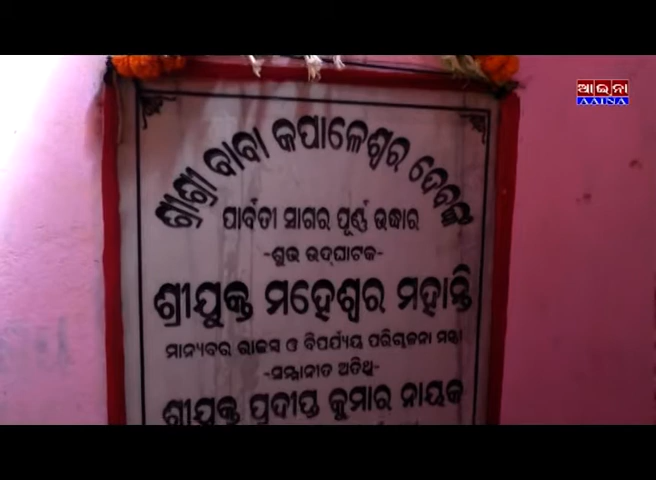 ଆଇନା
AAINA
ଶ୍ରୀଶ୍ରୀ ବାବା କପାଳେଶ୍ୱର ଦେବଙ୍କ
ପାର୍ବତୀ ସାଗର ପୂର୍ଣ୍ଣ ଉଦ୍ଧାର
-ଶୁଭ ଉଦ୍‌ଘାଟକ-
ଶ୍ରୀଯୁକ୍ତ ମହେଶ୍ୱର ମହାନ୍ତି
ମାନ୍ୟବର ରାଜସ୍ୱ ଓ ବିପର୍ଯ୍ୟୟ ପରିଚାଳନା ମନ୍ତ୍ରୀ
-ସମ୍ମାନୀତ ଅତିଥି-
ଶ୍ରୀଯୁକ୍ତ ପ୍ରଦୀପ୍ତ କୁମାର ନାୟକ